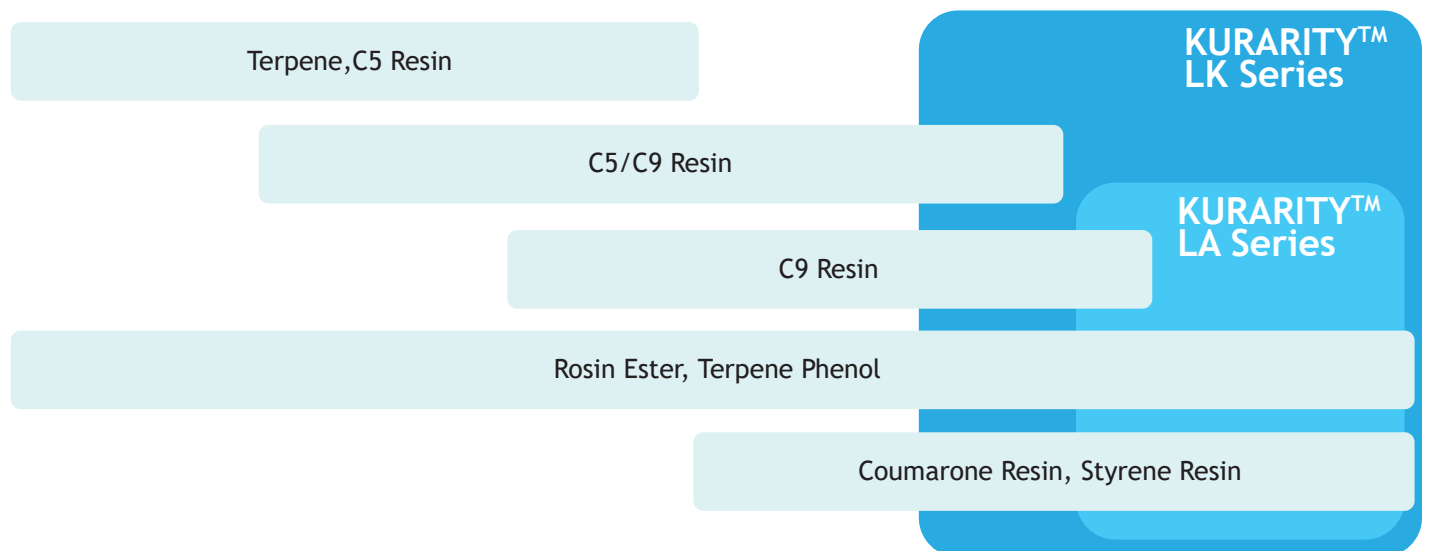 Terpene,C5 Resin
KURARITY™
LK Series
C5/C9 Resin
KURARITY™
LA Series
C9 Resin
Rosin Ester, Terpene Phenol
Coumarone Resin, Styrene Resin